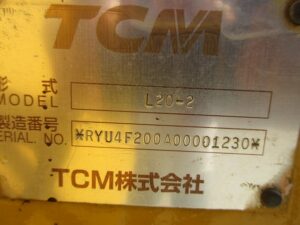 TCM
形 式
MODEL L20-2
製造番号
SERIAL. NO. *RYU4F200A00001230*
TCM株式会社